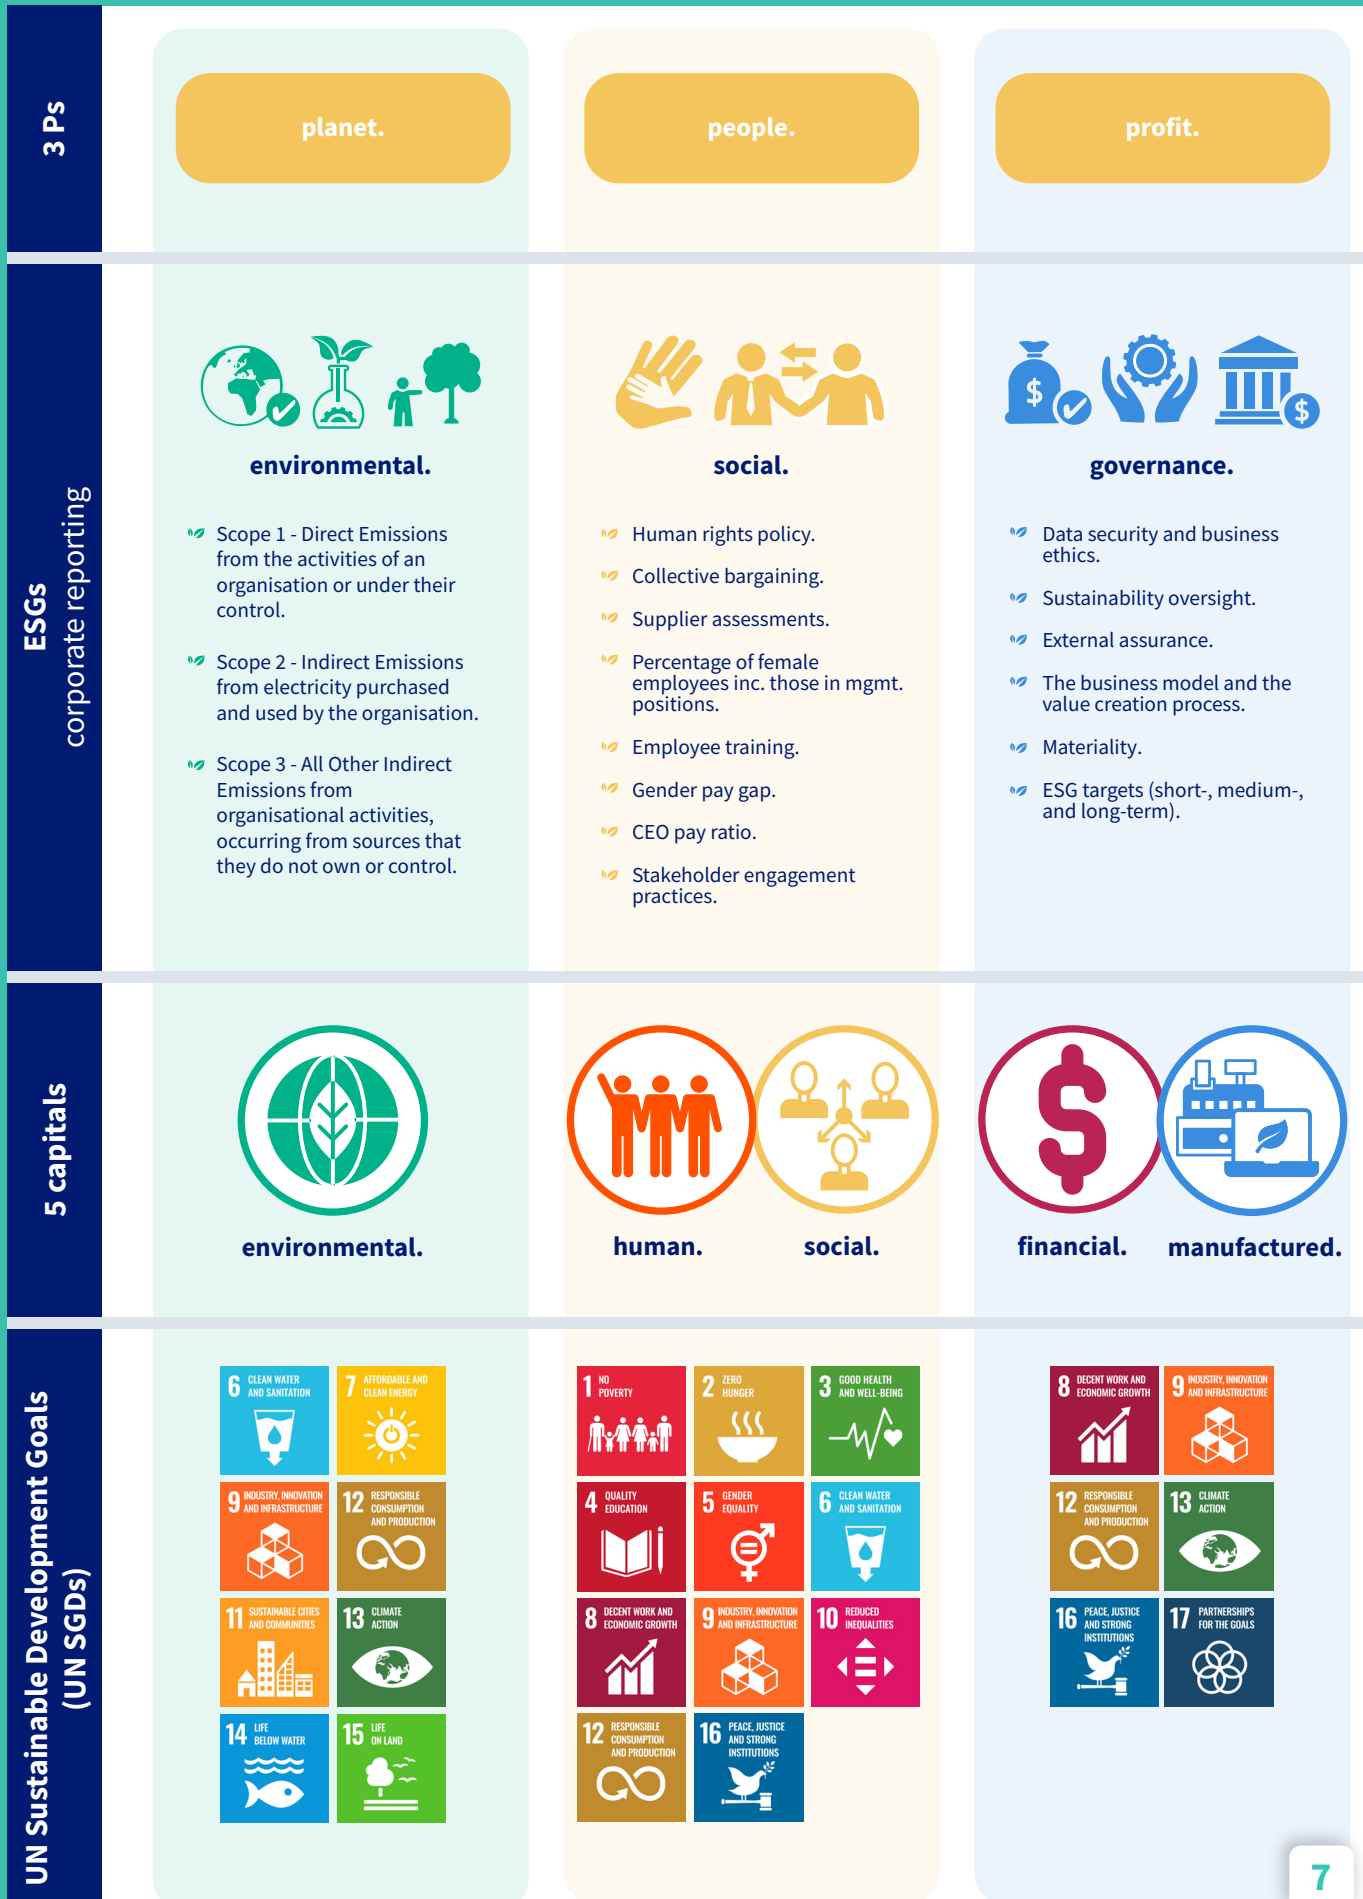 3 Ps
planet.
people.
profit.
ESGs
corporate reporting
environmental.
Scope 1 - Direct Emissions
from the activities of an
organisation or under their
control.
Scope 2 - Indirect Emissions
from electricity purchased
and used by the organisation.
Scope 3 - All Other Indirect
Emissions from
organisational activities,
occurring from sources that
they do not own or control.
social.
Human rights policy.
Collective bargaining.
Supplier assessments.
Percentage of female
employees inc. those in mgmt.
positions.
Employee training.
Gender pay gap.
CEO pay ratio.
Stakeholder engagement
practices.
$
$
governance.
Data security and business
ethics.
Sustainability oversight.
External assurance.
The business model and the
value creation process.
Materiality.
ESG targets (short-, medium-,
and long-term).
5 capitals
environmental.
human.
social.
$
financial.
manufactured.
UN Sustainable Development Goals
(UN SGDs)
6 CLEAN WATER
AND SANITATION
7 AFFORDABLE AND
CLEAN ENERGY
9 INDUSTRY, INNOVATION
AND INFRASTRUCTURE
12 RESPONSIBLE
CONSUMPTION
AND PRODUCTION
11 SUSTAINABLE CITIES
AND COMMUNITIES
13 CLIMATE
ACTION
14 LIFE
BELOW WATER
15 LIFE
ON LAND
1 NO
POVERTY
2 ZERO
HUNGER
3 GOOD HEALTH
AND WELL-BEING
4 QUALITY
EDUCATION
5 GENDER
EQUALITY
6 CLEAN WATER
AND SANITATION
8 DECENT WORK AND
ECONOMIC GROWTH
9 INDUSTRY, INNOVATION
AND INFRASTRUCTURE
10 REDUCED
INEQUALITIES
12 RESPONSIBLE
CONSUMPTION
AND PRODUCTION
16 PEACE, JUSTICE
AND STRONG
INSTITUTIONS
8 DECENT WORK AND
ECONOMIC GROWTH
9 INDUSTRY, INNOVATION
AND INFRASTRUCTURE
12 RESPONSIBLE
CONSUMPTION
AND PRODUCTION
13 CLIMATE
ACTION
16 PEACE, JUSTICE
AND STRONG
INSTITUTIONS
17 PARTNERSHIPS
FOR THE GOALS
7